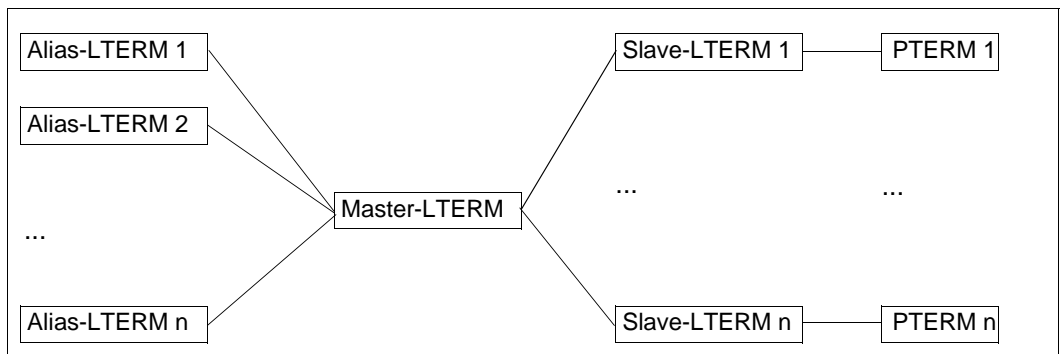 Alias-LTERM 1
Slave-LTERM 1
PTERM 1
Alias-LTERM 2
...
...
Master-LTERM
...
Alias-LTERM n
Slave-LTERM n
PTERM n